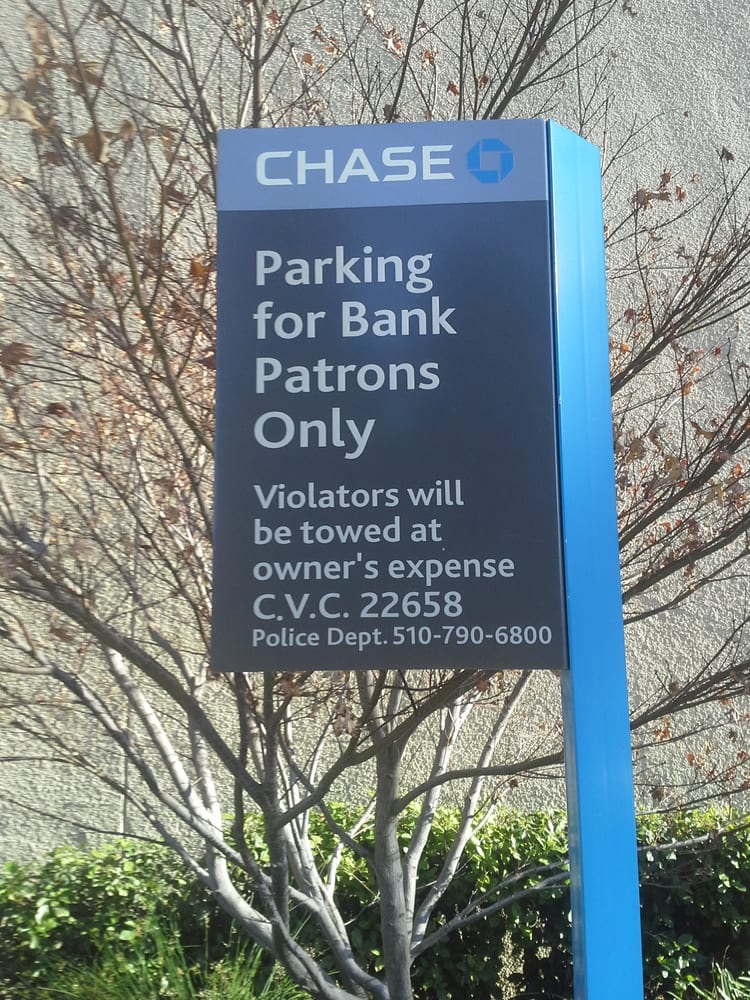 CHASE
Parking
for Bank
Patrons
Only
Violators will
be towed at
owner's expense
C.V.C. 22658
Police Dept. 510-790-6800